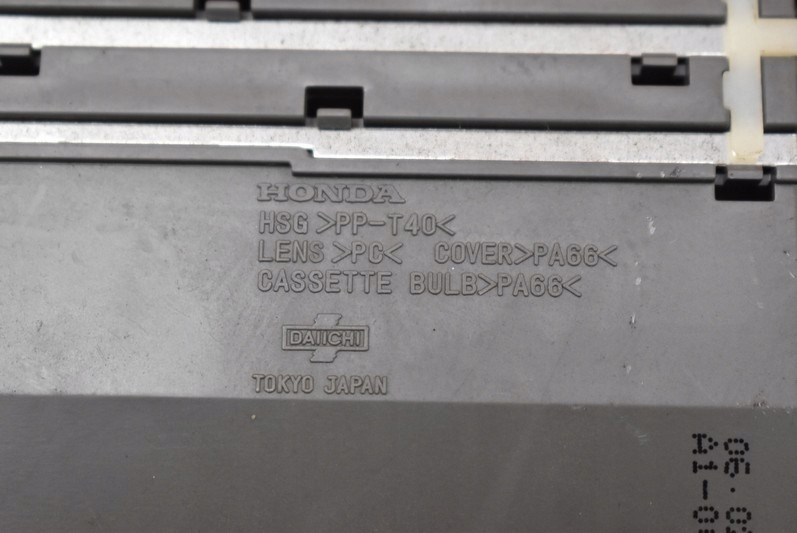 HONDA
HSG >PP-T40<
LENS >PC< COVER>PA66<
CASSETTE BULB>PA66<
DAIICHI
TOKYO JAPAN